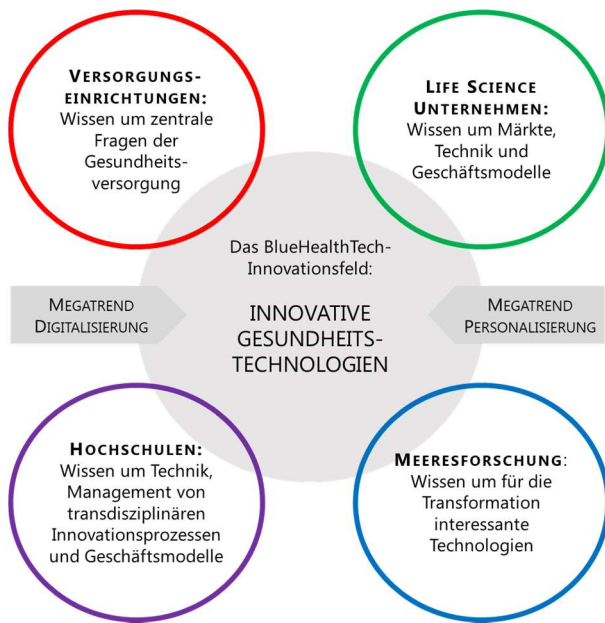 VERSORGUNGS-
EINRICHTUNGEN:
Wissen um zentrale
Fragen der
Gesundheits-
versorgung
LIFE SCIENCE
UNTERNEHMEN:
Wissen um Märkte,
Technik und
Geschäftsmodelle
Das BlueHealthTech-
Innovationsfeld:
INNOVATIVE
GESUNDHEITS-
TECHNOLOGIEN
MEGATREND
DIGITALISIERUNG
MEGATREND
PERSONALISIERUNG
HOCHSCHULEN:
Wissen um Technik,
Management von
transdisziplinären
Innovationsprozessen
und Geschäftsmodelle
MEERESFORSCHUNG:
Wissen um für die
Transformation
interessante
Technologien